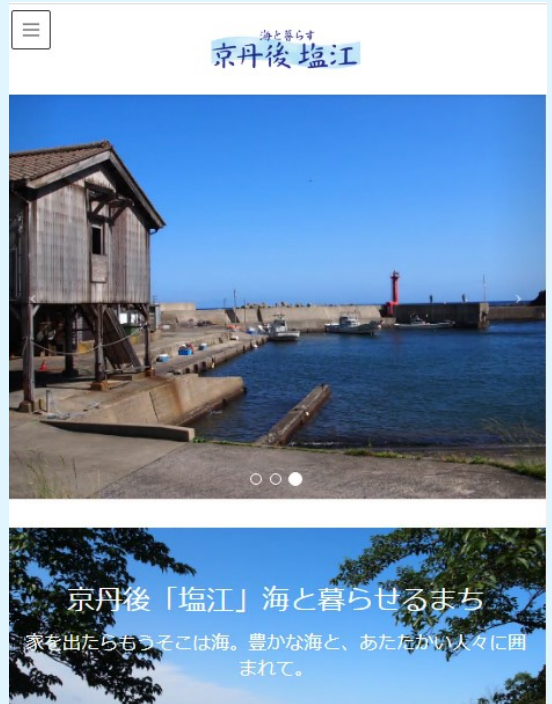 海と暮らす
京丹後 塩江
京丹後「塩江」海と暮らせるまち
家を出たらもうそこは海。豊かな海と、あたたかい人々に囲
まれて。